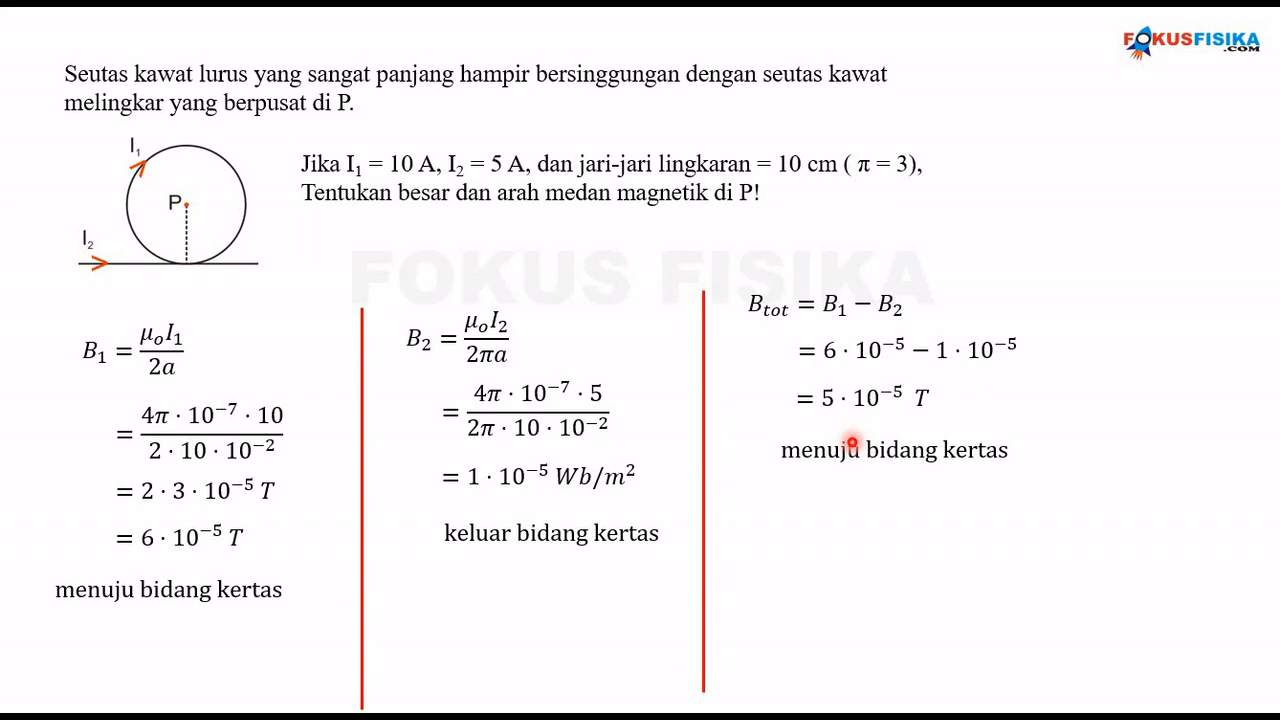 FOKUSFISIKA
.COM
Seutas kawat lurus yang sangat panjang hampir bersinggungan dengan seutas kawat
melingkar yang berpusat di P.
I₁
P
I₂
Jika I₁ = 10 A, I₂ = 5 A, dan jari-jari lingkaran = 10 cm ( π = 3),
Tentukan besar dan arah medan magnetik di P!
FOKUS FISIKA
B₁ = μₒI₁ / 2a
= 4π · 10⁻⁷ · 10 / 2 · 10 · 10⁻²
= 2 · 3 · 10⁻⁵ T
= 6 · 10⁻⁵ T
menuju bidang kertas
B₂ = μₒI₂ / 2πa
= 4π · 10⁻⁷ · 5 / 2π · 10 · 10⁻²
= 1 · 10⁻⁵ Wb/m²
keluar bidang kertas
Bₜₒₜ = B₁ − B₂
= 6 · 10⁻⁵ − 1 · 10⁻⁵
= 5 · 10⁻⁵ T
menuju bidang kertas